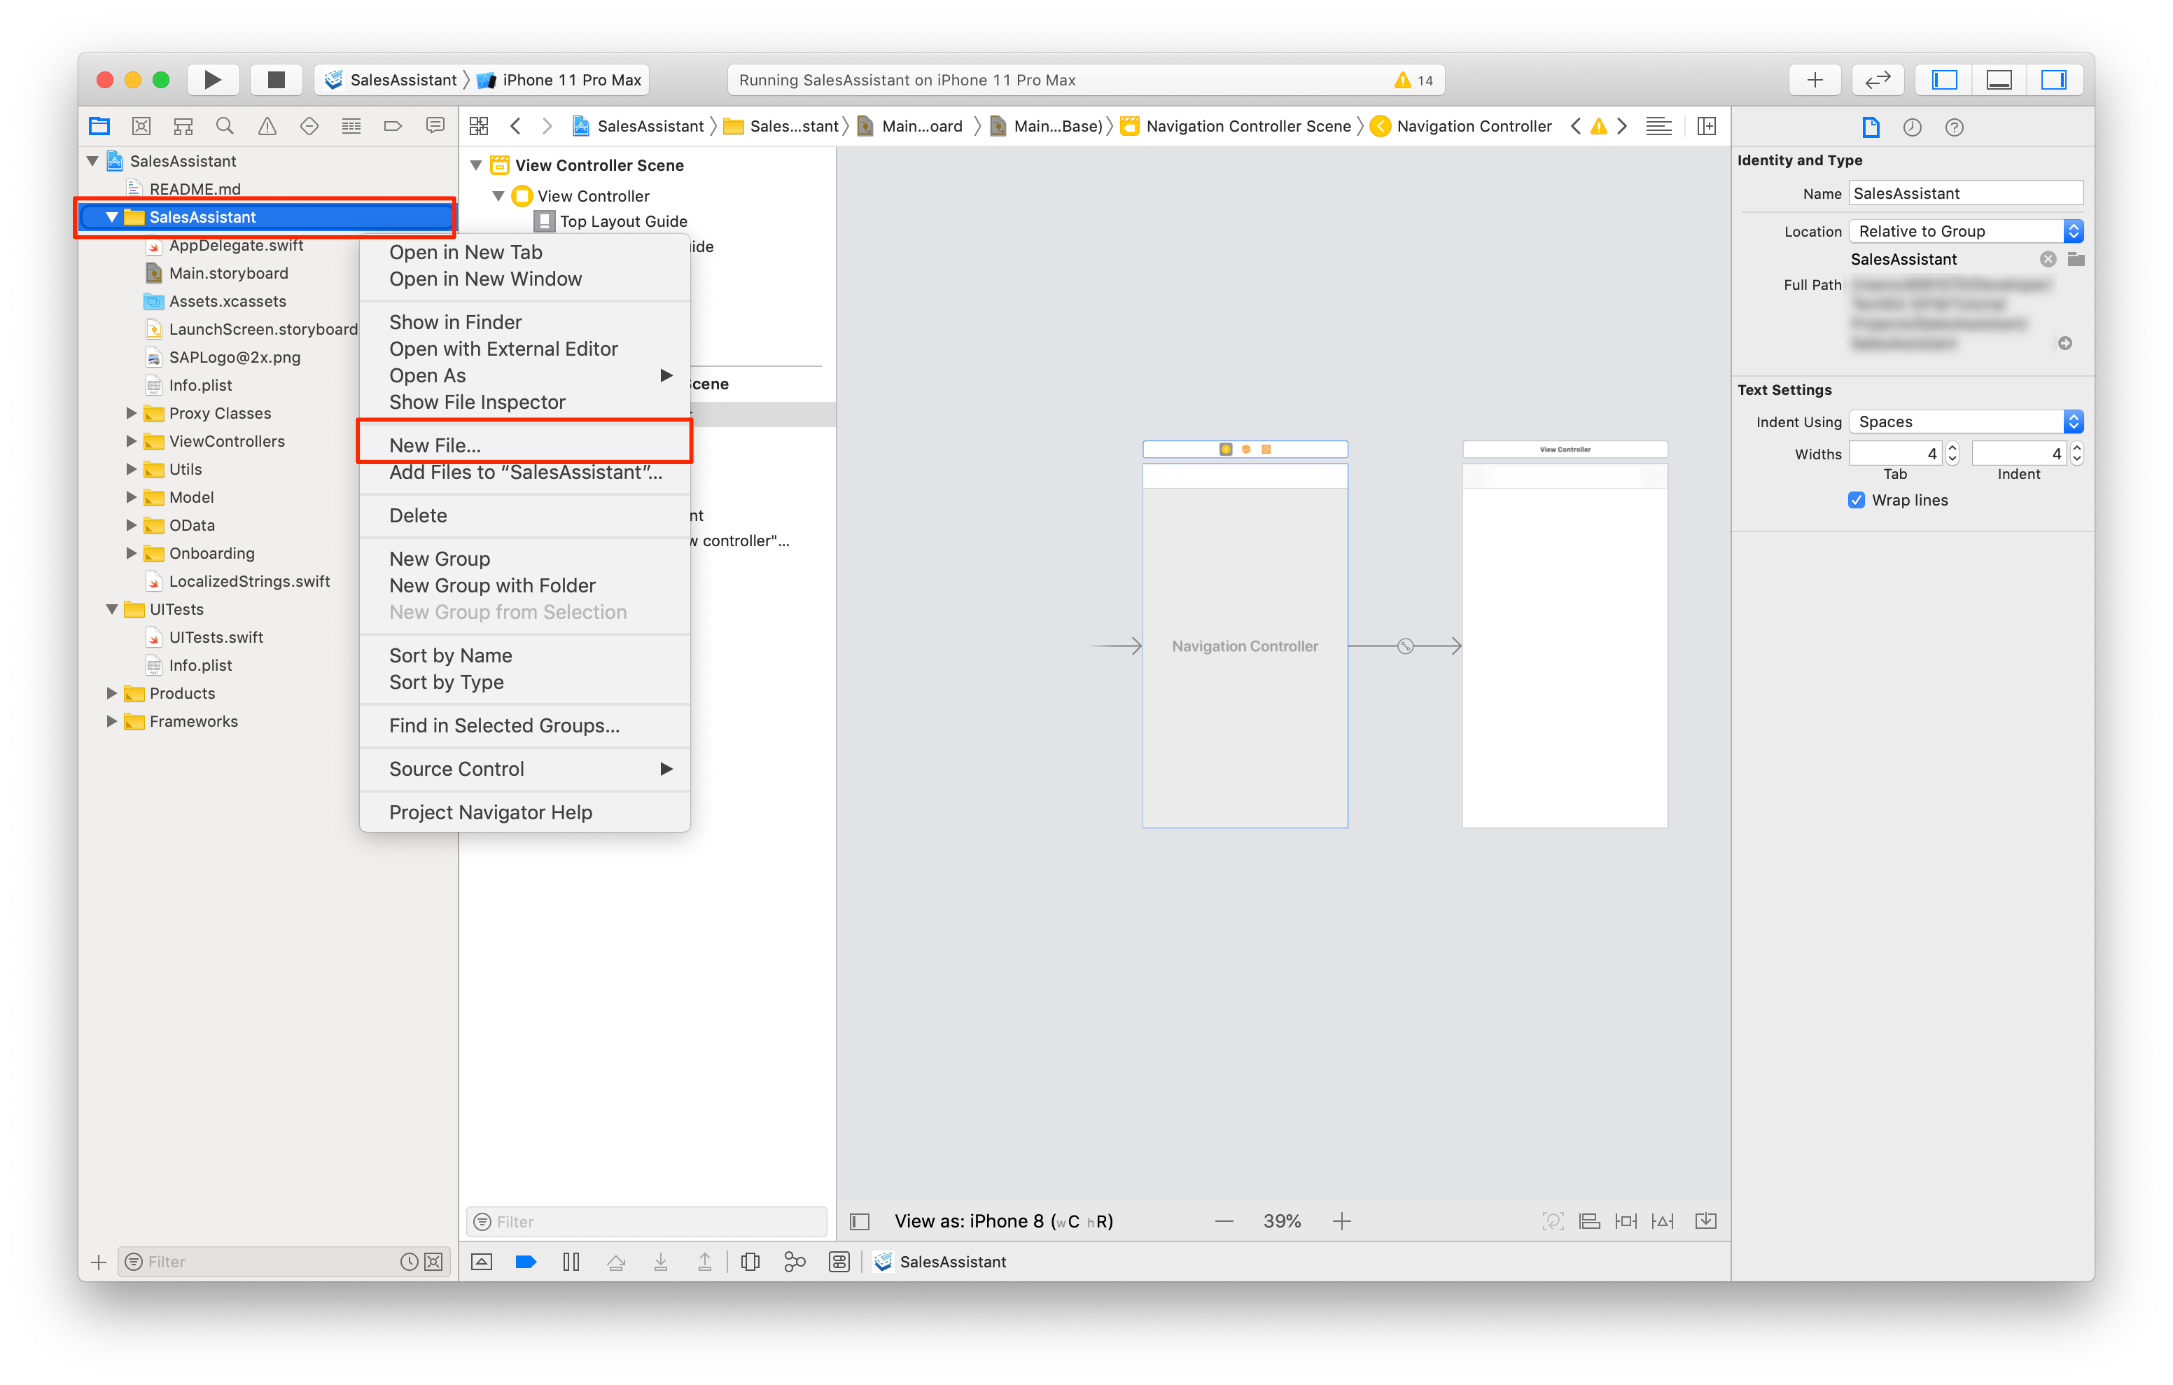 SalesAssistant 〉 iPhone 11 Pro Max
Running SalesAssistant on iPhone 11 Pro Max
14
SalesAssistant 〉 Sales...stant 〉 Main...oard 〉 Main...Base) 〉 Navigation Controller Scene 〉 Navigation Controller
SalesAssistant
README.md
SalesAssistant
AppDelegate.swift
Main.storyboard
Assets.xcassets
LaunchScreen.storyboard
SAPLogo@2x.png
Info.plist
Proxy Classes
ViewControllers
Utils
Model
OData
Onboarding
LocalizedStrings.swift
UITests
UITests.swift
Info.plist
Products
Frameworks
Filter
View Controller Scene
View Controller
Top Layout Guide
ide
cene
r
nt
w controller"...
Filter
Open in New Tab
Open in New Window
Show in Finder
Open with External Editor
Open As
Show File Inspector
New File...
Add Files to “SalesAssistant”...
Delete
New Group
New Group with Folder
New Group from Selection
Sort by Name
Sort by Type
Find in Selected Groups...
Source Control
Project Navigator Help
Navigation Controller
View Controller
View as: iPhone 8 (wC hR)
39%
SalesAssistant
Identity and Type
Name SalesAssistant
Location Relative to Group
SalesAssistant
Full Path
Text Settings
Indent Using Spaces
Widths 4 4
Tab Indent
Wrap lines